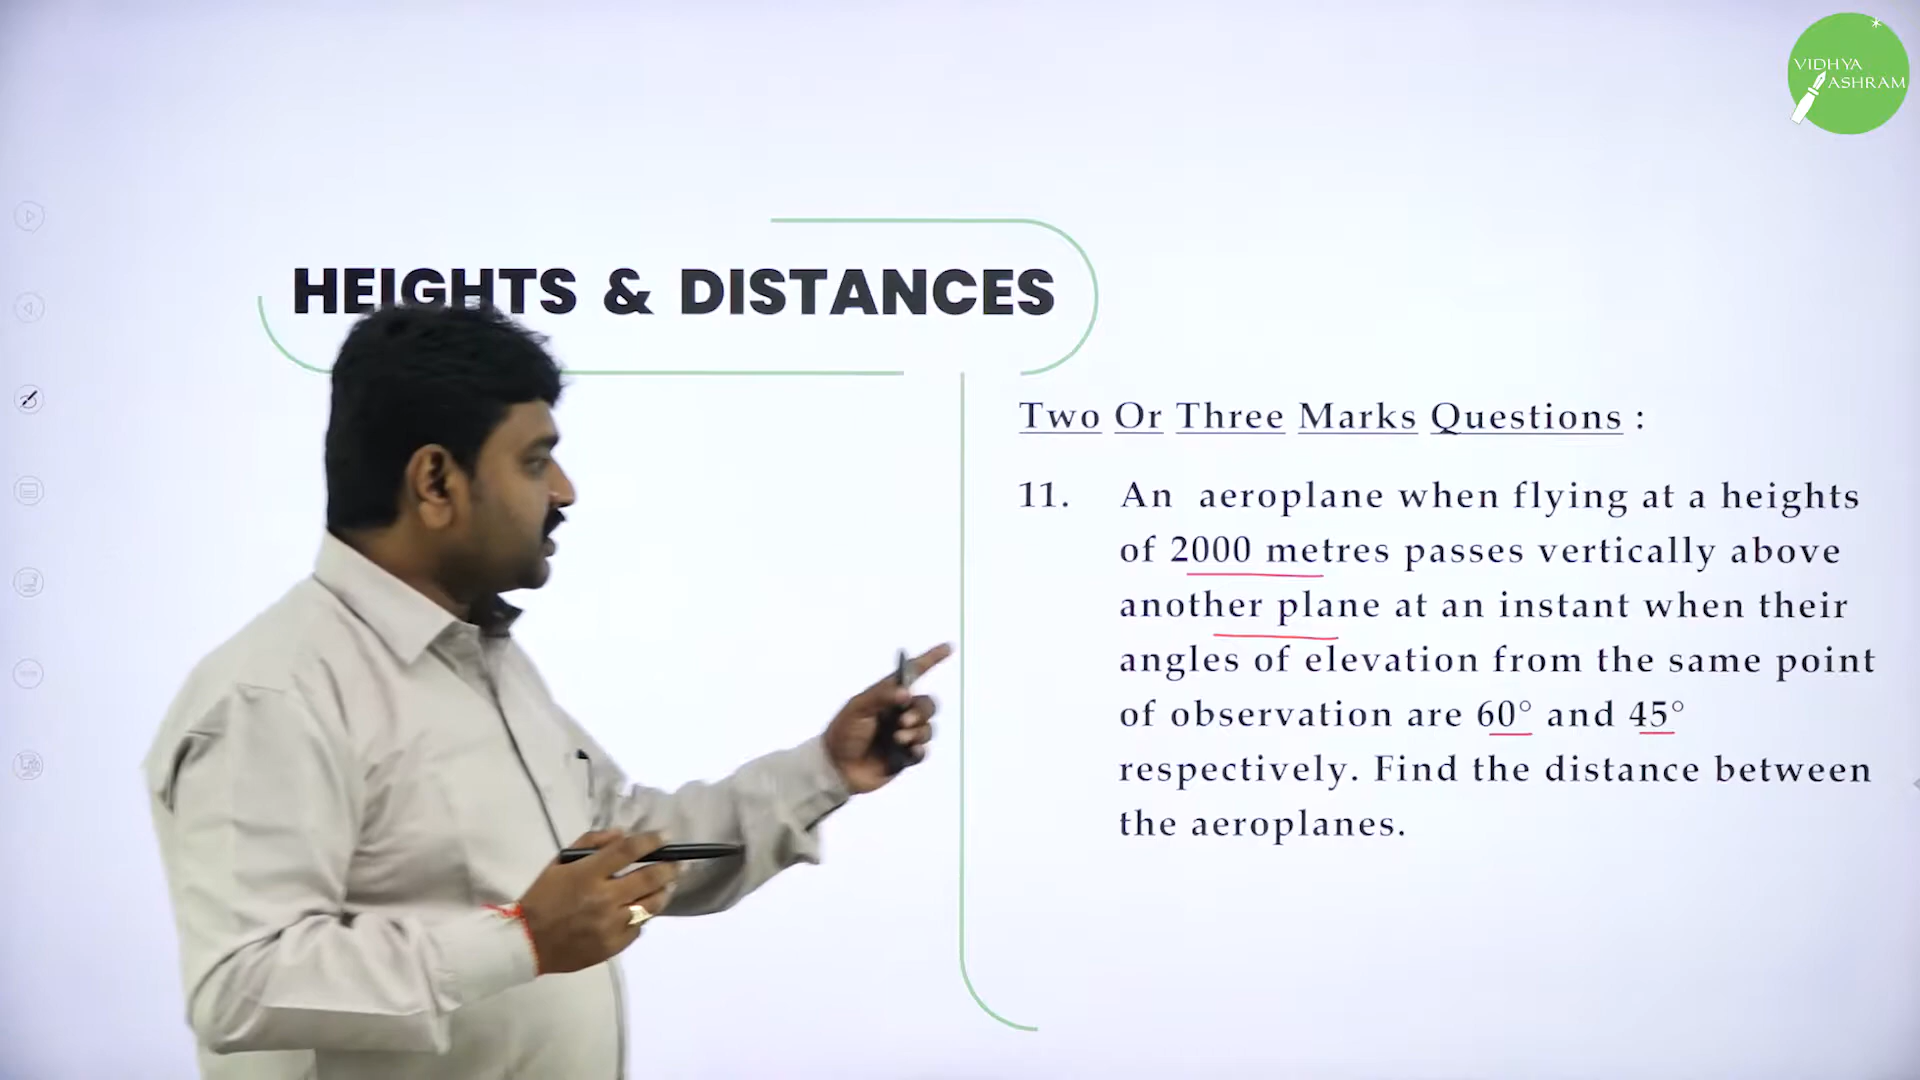 VIDHYA
ASHRAM
HEIGHTS & DISTANCES
Two Or Three Marks Questions :
11. An aeroplane when flying at a heights
of 2000 metres passes vertically above
another plane at an instant when their
angles of elevation from the same point
of observation are 60° and 45°
respectively. Find the distance between
the aeroplanes.